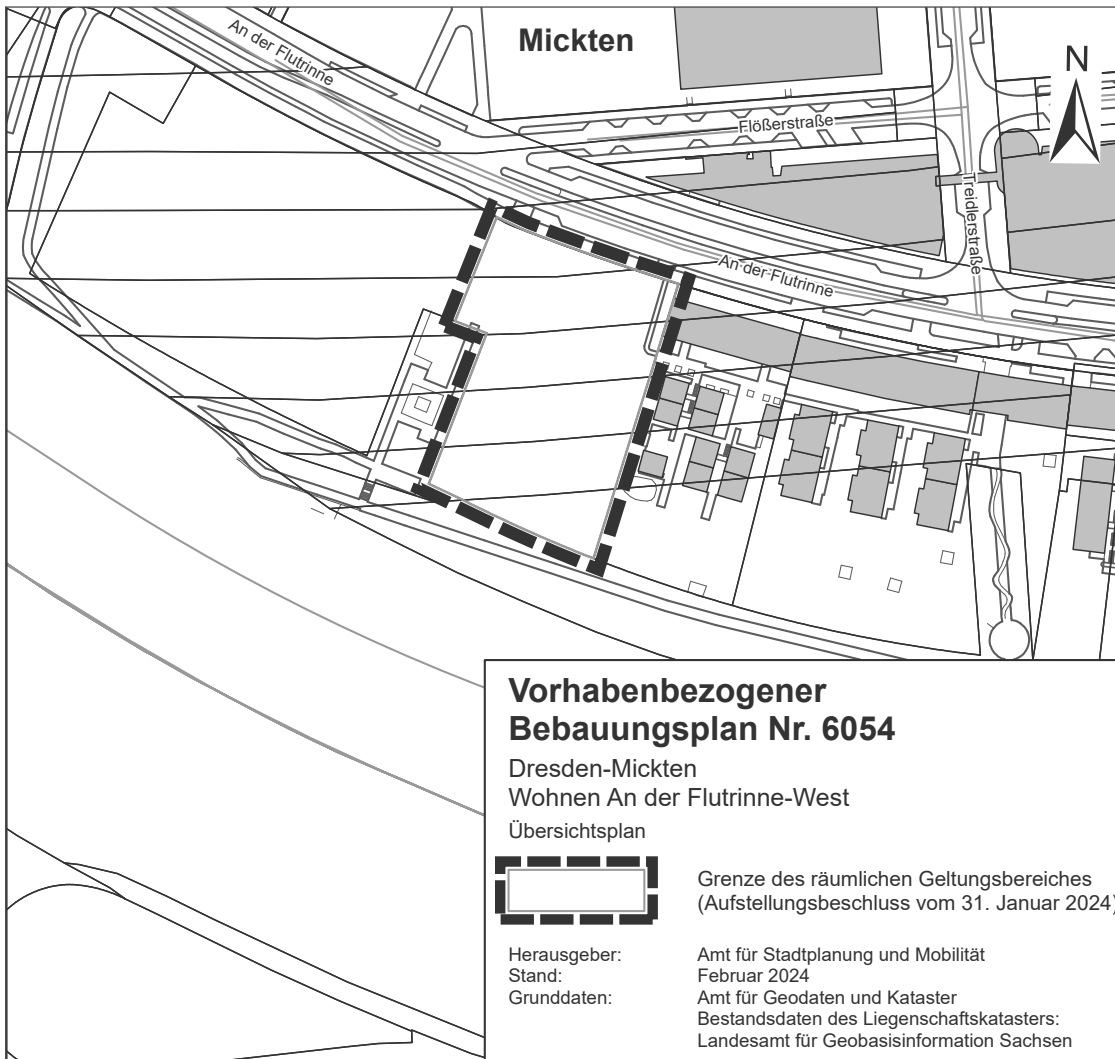 Mickten
N
An der Flutrinne
Flößerstraße
Treidlerstraße
An der Flutrinne
Vorhabenbezogener
Bebauungsplan Nr. 6054
Dresden-Mickten
Wohnen An der Flutrinne-West
Übersichtsplan
Grenze des räumlichen Geltungsbereiches
(Aufstellungsbeschluss vom 31. Januar 2024)
Herausgeber: Amt für Stadtplanung und Mobilität
Stand: Februar 2024
Grunddaten: Amt für Geodaten und Kataster
Bestandsdaten des Liegenschaftskatasters:
Landesamt für Geobasisinformation Sachsen